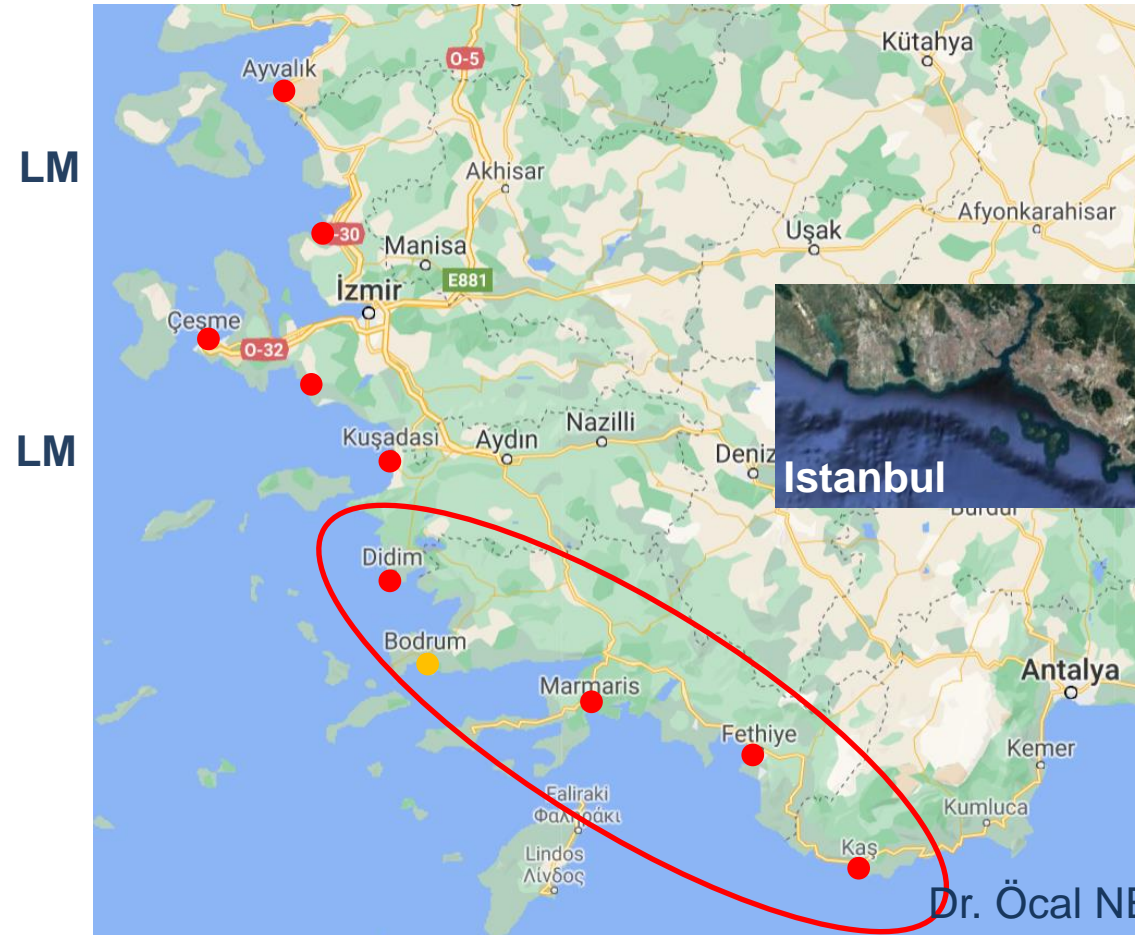 Ayvalık
O-5
Kütahya
LM
Akhisar
Afyonkarahisar
Uşak
-30
Manisa
E881
İzmir
Çeşme
O-32
LM
Kuşadası
Aydın
Nazilli
Deniz
Istanbul
Burdur
Didim
Bodrum
Antalya
Marmaris
Fethiye
Kemer
Faliraki
Φαληράκι
Kumluca
Lindos
Λίνδος
Kaş
Dr. Öcal NE